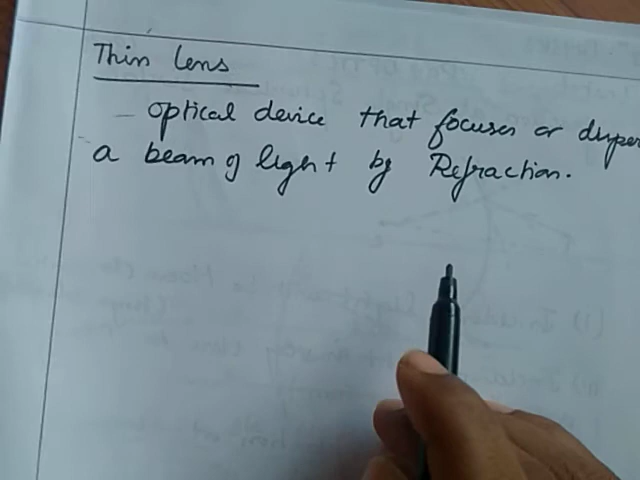 Thin lens
- optical device that focuses or disper
a beam of light by Refraction.